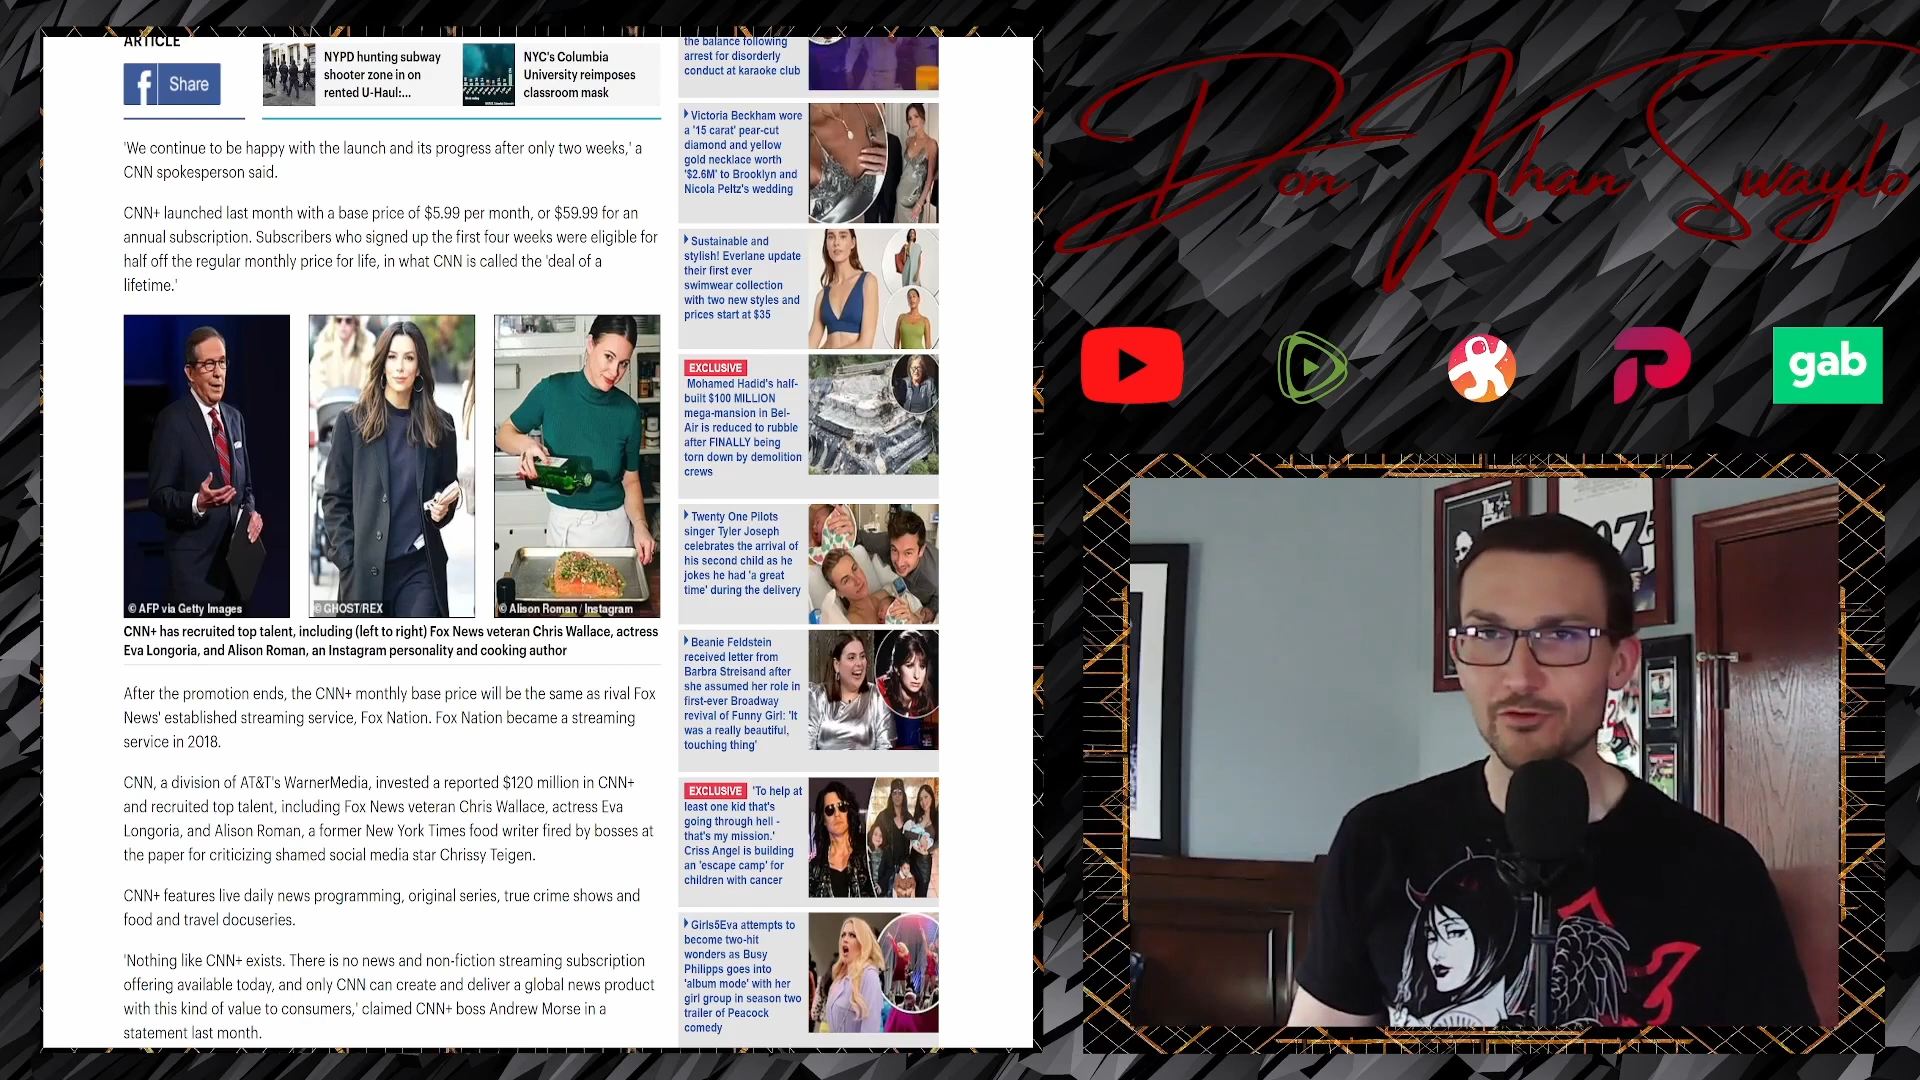 ARTICLE
Share
NYPD hunting subway
shooter zone in on
rented U-Haul:...
NYC's Columbia
University reimposes
classroom mask
'We continue to be happy with the launch and its progress after only two weeks,' a
CNN spokesperson said.
CNN+ launched last month with a base price of $5.99 per month, or $59.99 for an
annual subscription. Subscribers who signed up the first four weeks were eligible for
half off the regular monthly price for life, in what CNN is called the 'deal of a
lifetime.'
© AFP via Getty Images
© GHOST/REX
© Alison Roman / Instagram
CNN+ has recruited top talent, including (left to right) Fox News veteran Chris Wallace, actress
Eva Longoria, and Alison Roman, an Instagram personality and cooking author
After the promotion ends, the CNN+ monthly base price will be the same as rival Fox
News' established streaming service, Fox Nation. Fox Nation became a streaming
service in 2018.
CNN, a division of AT&T's WarnerMedia, invested a reported $120 million in CNN+
and recruited top talent, including Fox News veteran Chris Wallace, actress Eva
Longoria, and Alison Roman, a former New York Times food writer fired by bosses at
the paper for criticizing shamed social media star Chrissy Teigen.
CNN+ features live daily news programming, original series, true crime shows and
food and travel docuseries.
'Nothing like CNN+ exists. There is no news and non-fiction streaming subscription
offering available today, and only CNN can create and deliver a global news product
with this kind of value to consumers,' claimed CNN+ boss Andrew Morse in a
statement last month.
the balance following
arrest for disorderly
conduct at karaoke club
Victoria Beckham wore
a '15 carat' pear-cut
diamond and yellow
gold necklace worth
'$2.6M' to Brooklyn and
Nicola Peltz's wedding
Sustainable and
stylish! Everlane update
their first ever
swimwear collection
with two new styles and
prices start at $35
EXCLUSIVE
Mohamed Hadid's half-
built $100 MILLION
mega-mansion in Bel-
Air is reduced to rubble
after FINALLY being
torn down by demolition
crews
Twenty One Pilots
singer Tyler Joseph
celebrates the arrival of
his second child as he
jokes he had 'a great
time' during the delivery
Beanie Feldstein
received letter from
Barbra Streisand after
she assumed her role in
first-ever Broadway
revival of Funny Girl: 'It
was a really beautiful,
touching thing'
EXCLUSIVE 'To help at
least one kid that's
going through hell -
that's my mission.'
Criss Angel is building
an 'escape camp' for
children with cancer
Girls5Eva attempts to
become two-hit
wonders as Busy
Philipps goes into
'album mode' with her
girl group in season two
trailer of Peacock
comedy
Don Khan Swaylo
gab